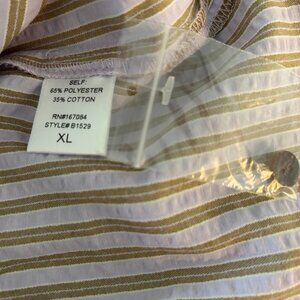 SELF:
65% POLYESTER
35% COTTON
RN#167084
STYLE# B1529
XL